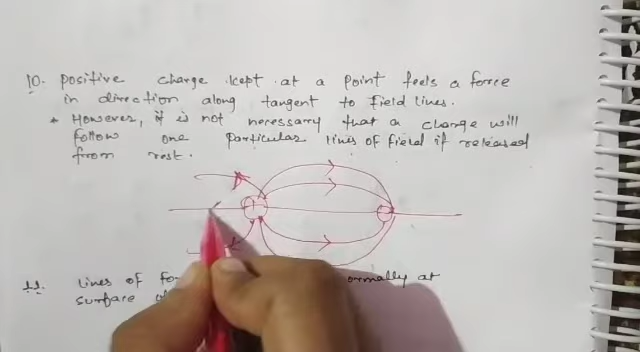 10. Positive charge kept at a point feels a force
in direction along tangent to field lines.
* However, it is not necessary that a charge will
follow one particular lines of field if released
from rest.
+
-
11. Lines of normally at
surface